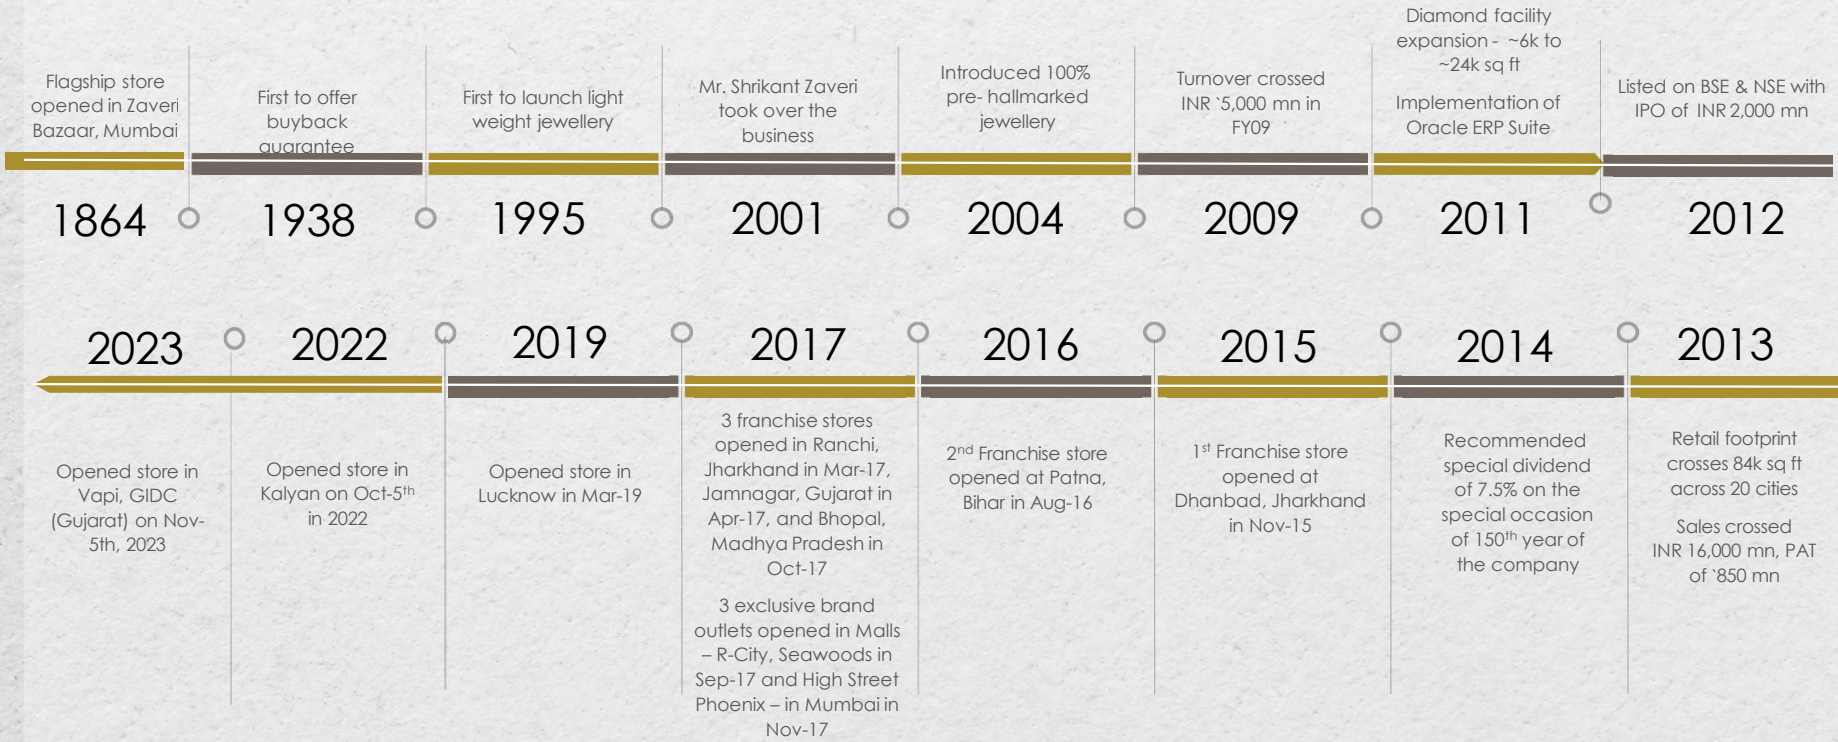 Flagship store
opened in Zaveri
Bazaar, Mumbai
1864
First to offer
buyback
guarantee
1938
First to launch light
weight jewellery
1995
Mr. Shrikant Zaveri
took over the
business
2001
Introduced 100%
pre- hallmarked
jewellery
2004
Turnover crossed
INR `5,000 mn in
FY09
2009
Diamond facility
expansion - ~6k to
~24k sq ft
Implementation of
Oracle ERP Suite
2011
Listed on BSE & NSE with
IPO of INR 2,000 mn
2012
2023
Opened store in
Vapi, GIDC
(Gujarat) on Nov-
5th, 2023
2022
Opened store in
Kalyan on Oct-5th
in 2022
2019
Opened store in
Lucknow in Mar-19
2017
3 franchise stores
opened in Ranchi,
Jharkhand in Mar-17,
Jamnagar, Gujarat in
Apr-17, and Bhopal,
Madhya Pradesh in
Oct-17
3 exclusive brand
outlets opened in Malls
– R-City, Seawoods in
Sep-17 and High Street
Phoenix – in Mumbai in
Nov-17
2016
2nd Franchise store
opened at Patna,
Bihar in Aug-16
2015
1st Franchise store
opened at
Dhanbad, Jharkhand
in Nov-15
2014
Recommended
special dividend
of 7.5% on the
special occasion
of 150th year of
the company
2013
Retail footprint
crosses 84k sq ft
across 20 cities
Sales crossed
INR 16,000 mn, PAT
of `850 mn